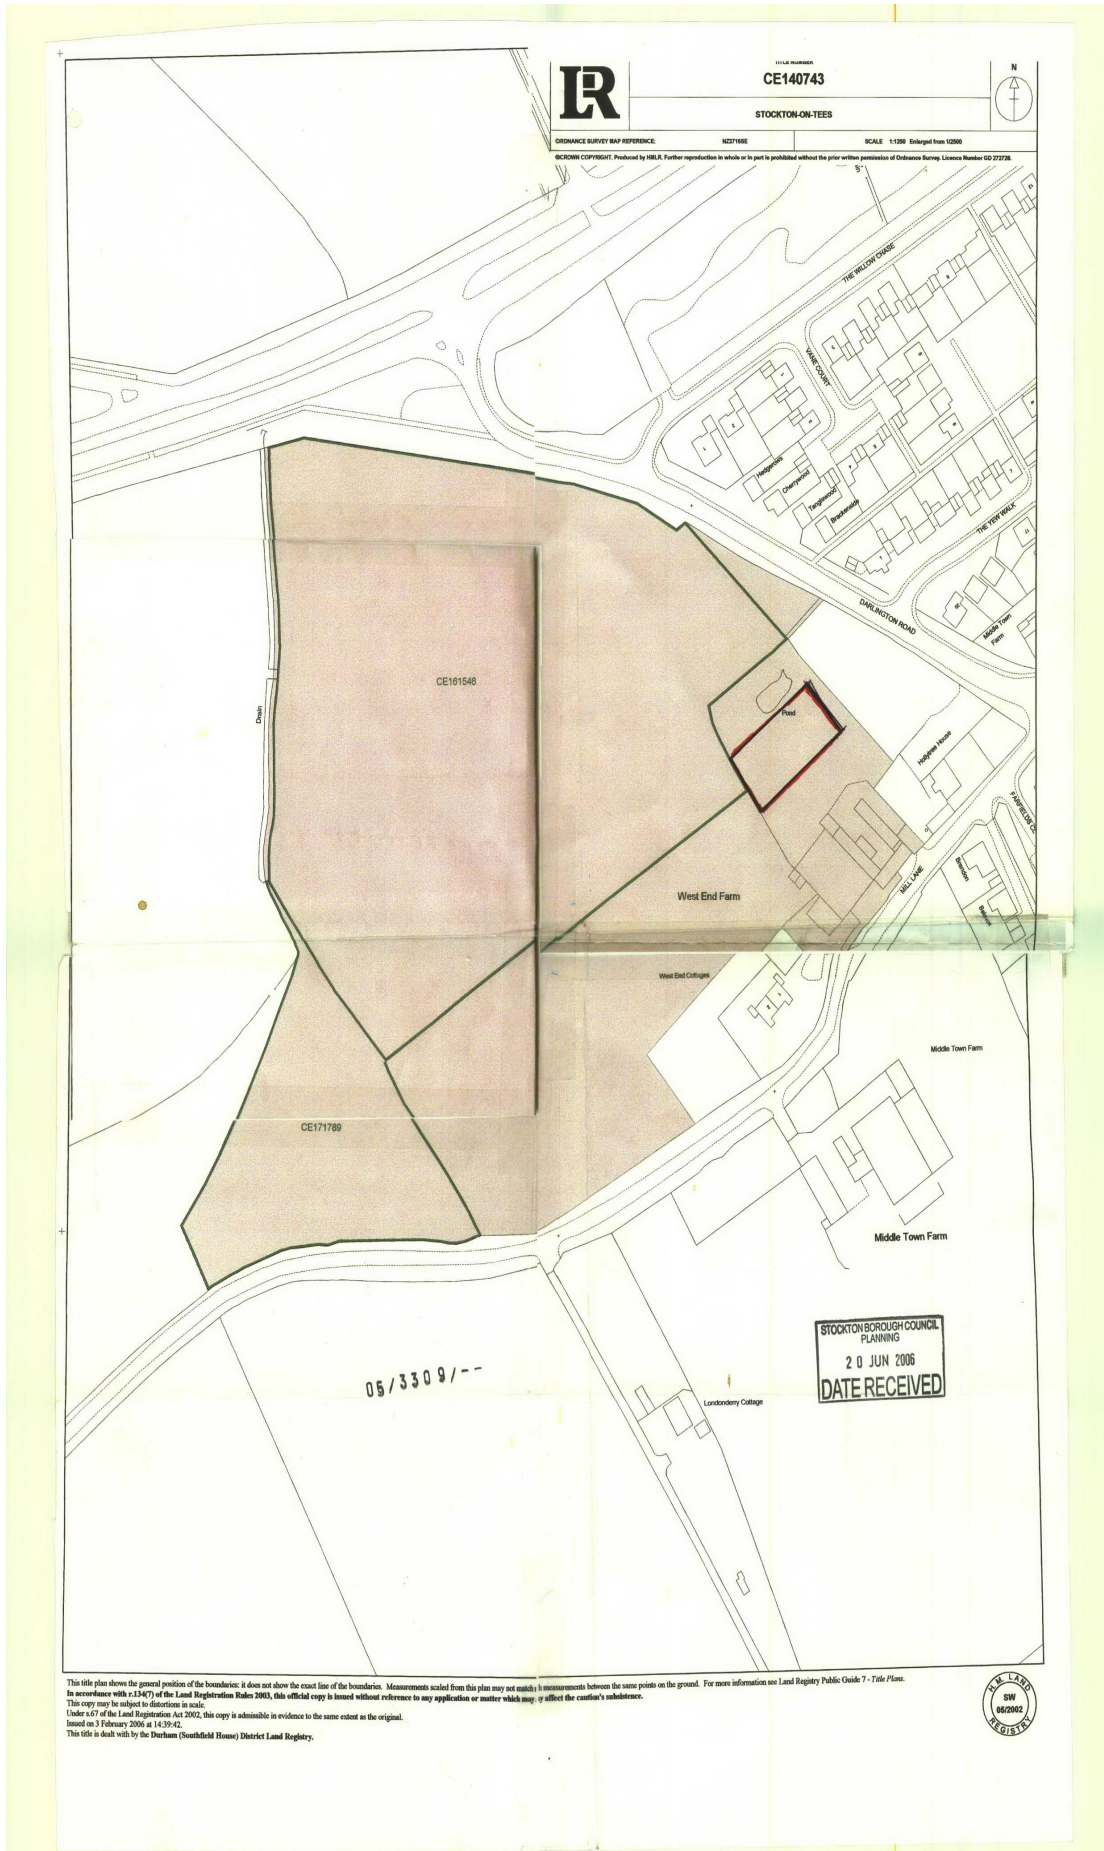 LR
TITLE NUMBER
CE140743
STOCKTON-ON-TEES
N
ORDNANCE SURVEY MAP REFERENCE: NZ3716SE SCALE 1:1250 Enlarged from 1/2500
©CROWN COPYRIGHT. Produced by HMLR. Further reproduction in whole or in part is prohibited without the prior written permission of Ordnance Survey. Licence Number GD 272728.
THE WILLOW CHASE
VANE COURT
Hedgerows
Cherrywood
Tanglewood
Brackenside
THE YEW WALK
DARLINGTON ROAD
Middle Town
Farm
CE161546
Drain
Pond
Hollytree House
FAIRFIELDS CL
Branden
MILL LANE
West End Farm
West End Cottages
Middle Town Farm
CE171789
Middle Town Farm
STOCKTON BOROUGH COUNCIL
PLANNING
20 JUN 2006
DATE RECEIVED
05/3309/--
Londonderry Cottage
This title plan shows the general position of the boundaries: it does not show the exact line of the boundaries. Measurements scaled from this plan may not match measurements between the same points on the ground. For more information see Land Registry Public Guide 7 - Title Plans.
In accordance with r.134(7) of the Land Registration Rules 2003, this official copy is issued without reference to any application or matter which may affect the caution's subsistence.
This copy may be subject to distortions in scale.
Under s.67 of the Land Registration Act 2002, this copy is admissible in evidence to the same extent as the original.
Issued on 3 February 2006 at 14:39:42.
This title is dealt with by the Durham (Southfield House) District Land Registry.
H.M. LAND
SW
05/2002
REGISTRY